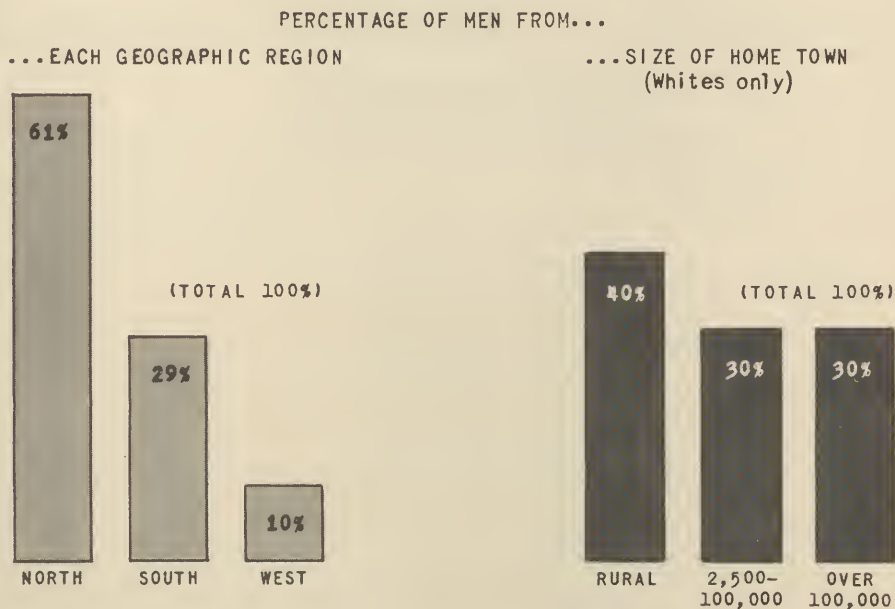 PERCENTAGE OF MEN FROM...
...EACH GEOGRAPHIC REGION
61%
(TOTAL 100%)
29%
10%
NORTH
SOUTH
WEST
...SIZE OF HOME TOWN
(Whites only)
40%
(TOTAL 100%)
30%
30%
RURAL
2,500-
100,000
OVER
100,000